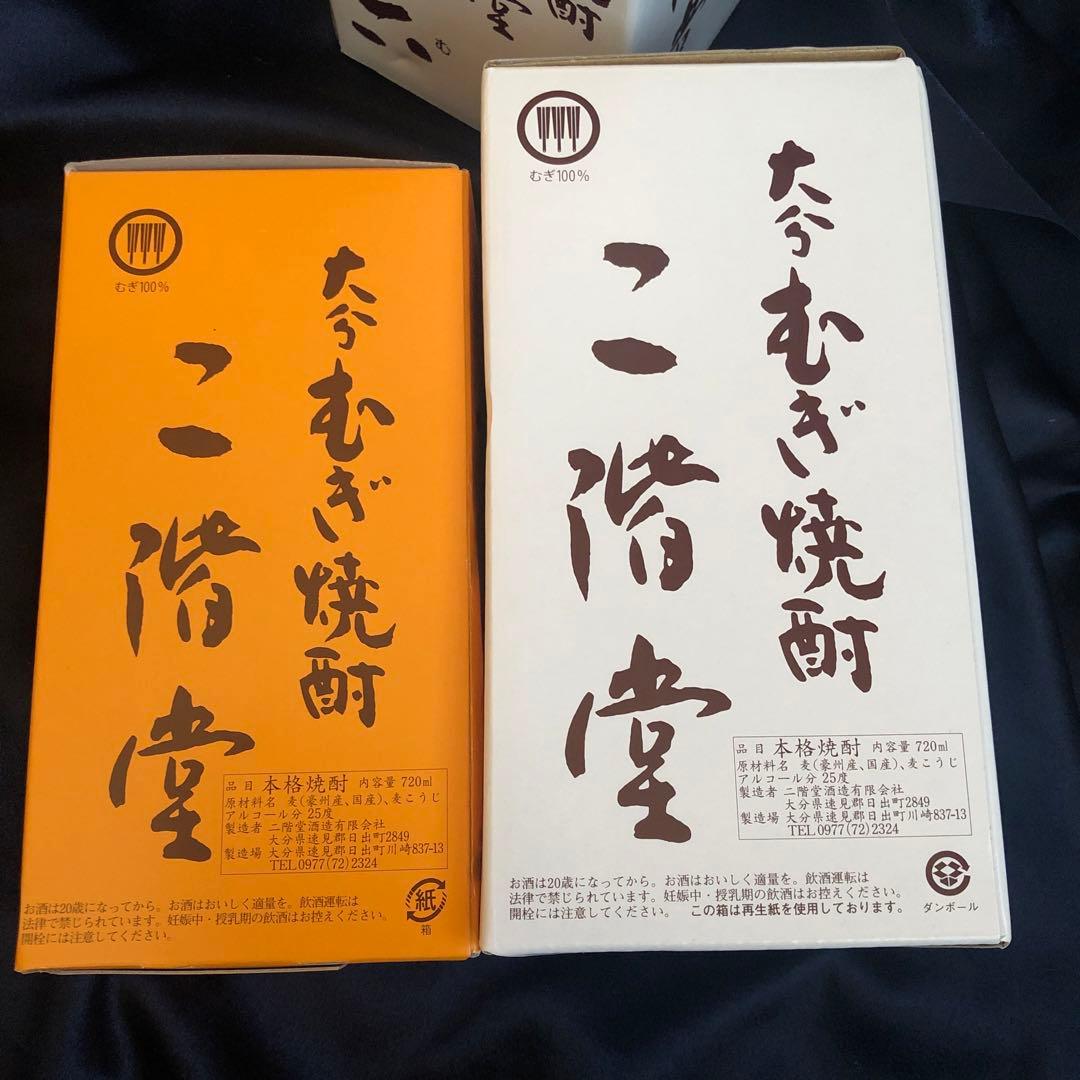 二
む
堂
焼
酎
むぎ100%
大分むぎ焼酎
二階堂
品目 本格焼酎 内容量 720ml
原材料名 麦(豪州産、国産)、麦こうじ
アルコール分 25度
製造者 二階堂酒造有限会社
大分県速見郡日出町2849
製造場 大分県速見郡日出町川崎837-13
TEL0977(72)2324
お酒は20歳になってから。お酒はおいしく適量を。飲酒運転は
法律で禁じられています。妊娠中・授乳期の飲酒はお控えください。
開栓には注意してください。
紙
箱
むぎ100%
大分むぎ焼酎
二階堂
品目 本格焼酎 内容量 720ml
原材料名 麦(豪州産、国産)、麦こうじ
アルコール分 25度
製造者 二階堂酒造有限会社
大分県速見郡日出町2849
製造場 大分県速見郡日出町川崎837-13
TEL0977(72)2324
お酒は20歳になってから。お酒はおいしく適量を。飲酒運転は
法律で禁じられています。妊娠中・授乳期の飲酒はお控えください。
開栓には注意してください。 この箱は再生紙を使用しております。
ダンボール